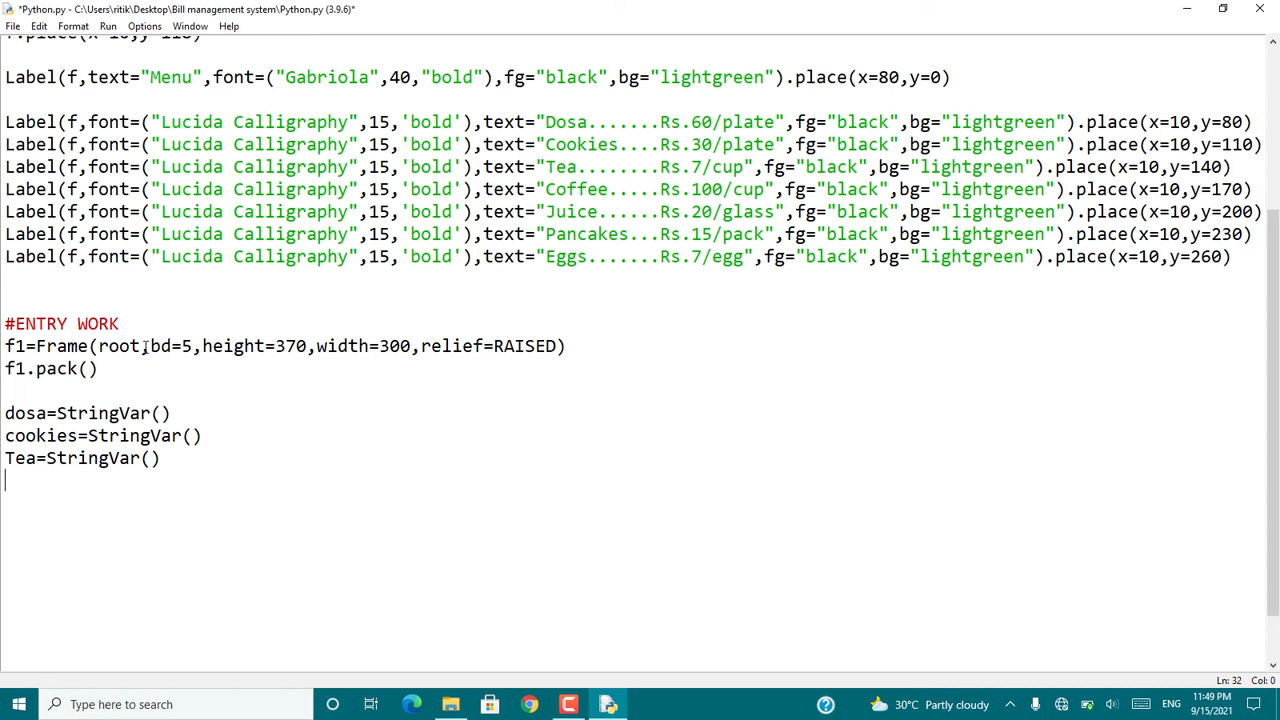 *Python.py - C:\Users\ritik\Desktop\Bill management system\Python.py (3.9.6)*
File Edit Format Run Options Window Help
Label(f,text="Menu",font=("Gabriola",40,"bold"),fg="black",bg="lightgreen").place(x=80,y=0)
Label(f,font=("Lucida Calligraphy",15,'bold'),text="Dosa.......Rs.60/plate",fg="black",bg="lightgreen").place(x=10,y=80)
Label(f,font=("Lucida Calligraphy",15,'bold'),text="Cookies....Rs.30/plate",fg="black",bg="lightgreen").place(x=10,y=110)
Label(f,font=("Lucida Calligraphy",15,'bold'),text="Tea........Rs.7/cup",fg="black",bg="lightgreen").place(x=10,y=140)
Label(f,font=("Lucida Calligraphy",15,'bold'),text="Coffee.....Rs.100/cup",fg="black",bg="lightgreen").place(x=10,y=170)
Label(f,font=("Lucida Calligraphy",15,'bold'),text="Juice......Rs.20/glass",fg="black",bg="lightgreen").place(x=10,y=200)
Label(f,font=("Lucida Calligraphy",15,'bold'),text="Pancakes...Rs.15/pack",fg="black",bg="lightgreen").place(x=10,y=230)
Label(f,font=("Lucida Calligraphy",15,'bold'),text="Eggs.......Rs.7/egg",fg="black",bg="lightgreen").place(x=10,y=260)
#ENTRY WORK
f1=Frame(root,bd=5,height=370,width=300,relief=RAISED)
f1.pack()
dosa=StringVar()
cookies=StringVar()
Tea=StringVar()
Ln: 32 Col: 0
Type here to search
30°C Partly cloudy
ENG
11:49 PM
9/15/2021